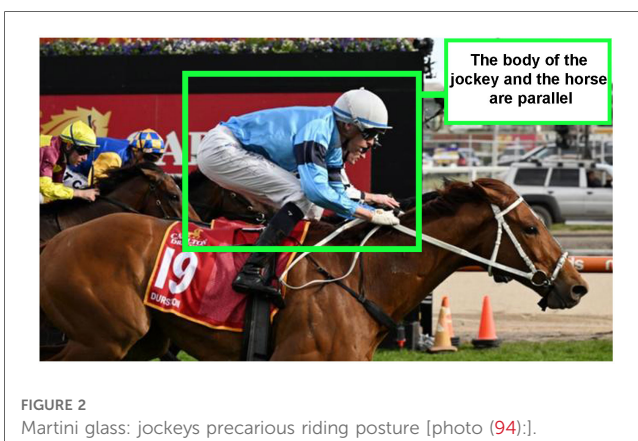 The body of the
jockey and the horse
are parallel
19
DURSTON
FIGURE 2
Martini glass: jockeys precarious riding posture [photo (94):].